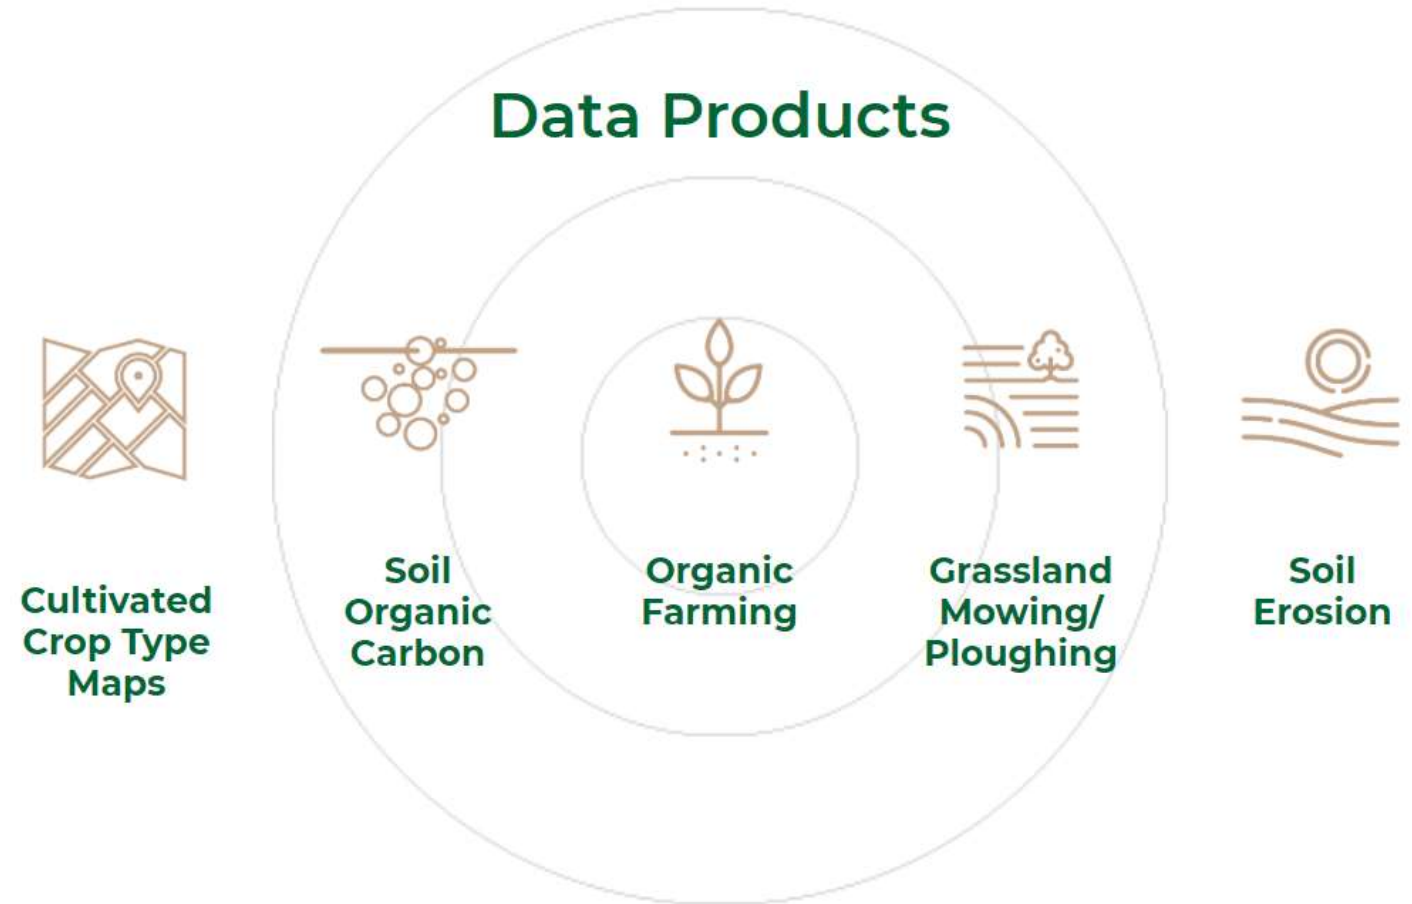 Data Products
Cultivated
Crop Type
Maps
Soil
Organic
Carbon
Organic
Farming
Grassland
Mowing/
Ploughing
Soil
Erosion